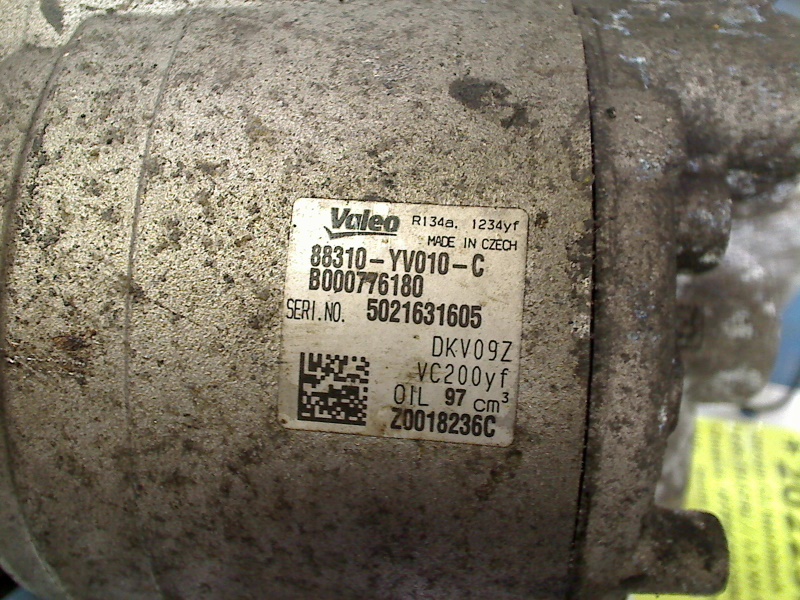 Valeo R134a, 1234yf
MADE IN CZECH
88310-YV010-C
B000776180
SERI.NO. 5021631605
DKV09Z
VC200yf
OIL 97 cm³
Z0018236C